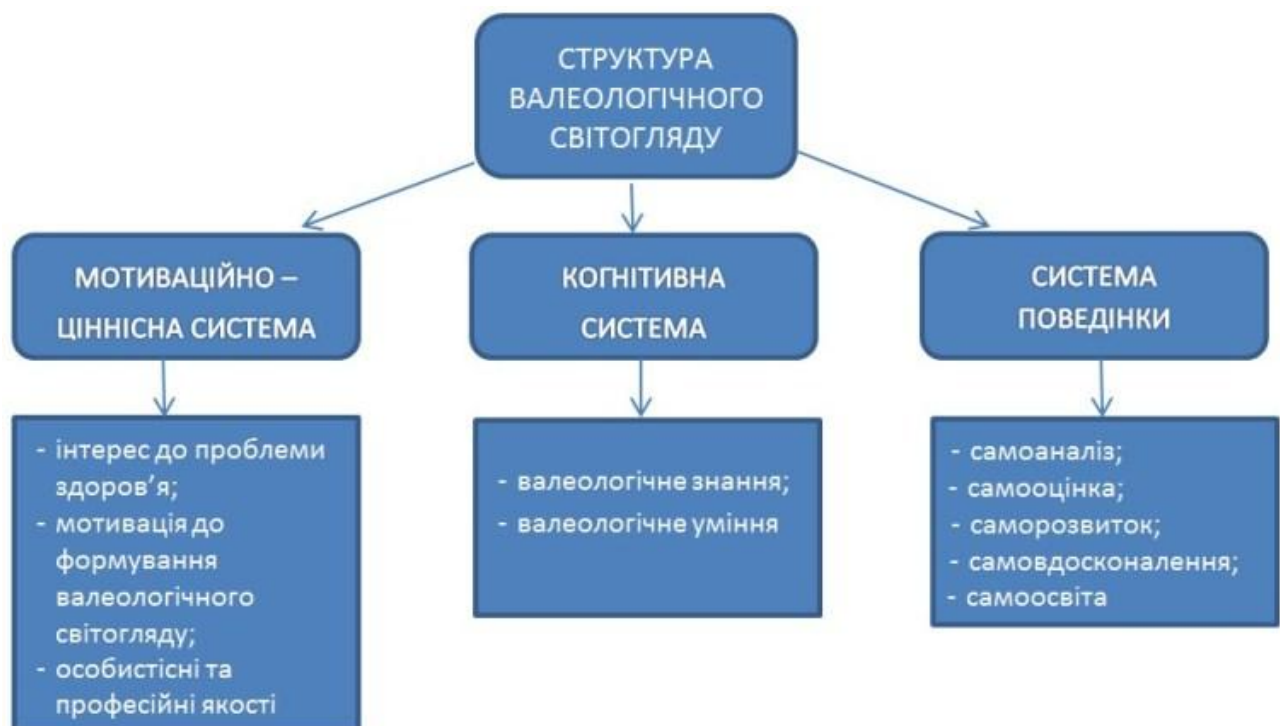 СТРУКТУРА
ВАЛЕОЛОГІЧНОГО
СВІТОГЛЯДУ
МОТИВАЦІЙНО –
ЦІННІСНА СИСТЕМА
КОГНІТИВНА
СИСТЕМА
СИСТЕМА
ПОВЕДІНКИ
- інтерес до проблеми
здоров’я;
- мотивація до
формування
валеологічного
світогляду;
- особистісні та
професійні якості
- валеологічне знання;
- валеологічне уміння
- самоаналіз;
- самооцінка;
- саморозвиток;
- самовдосконалення;
- самоосвіта